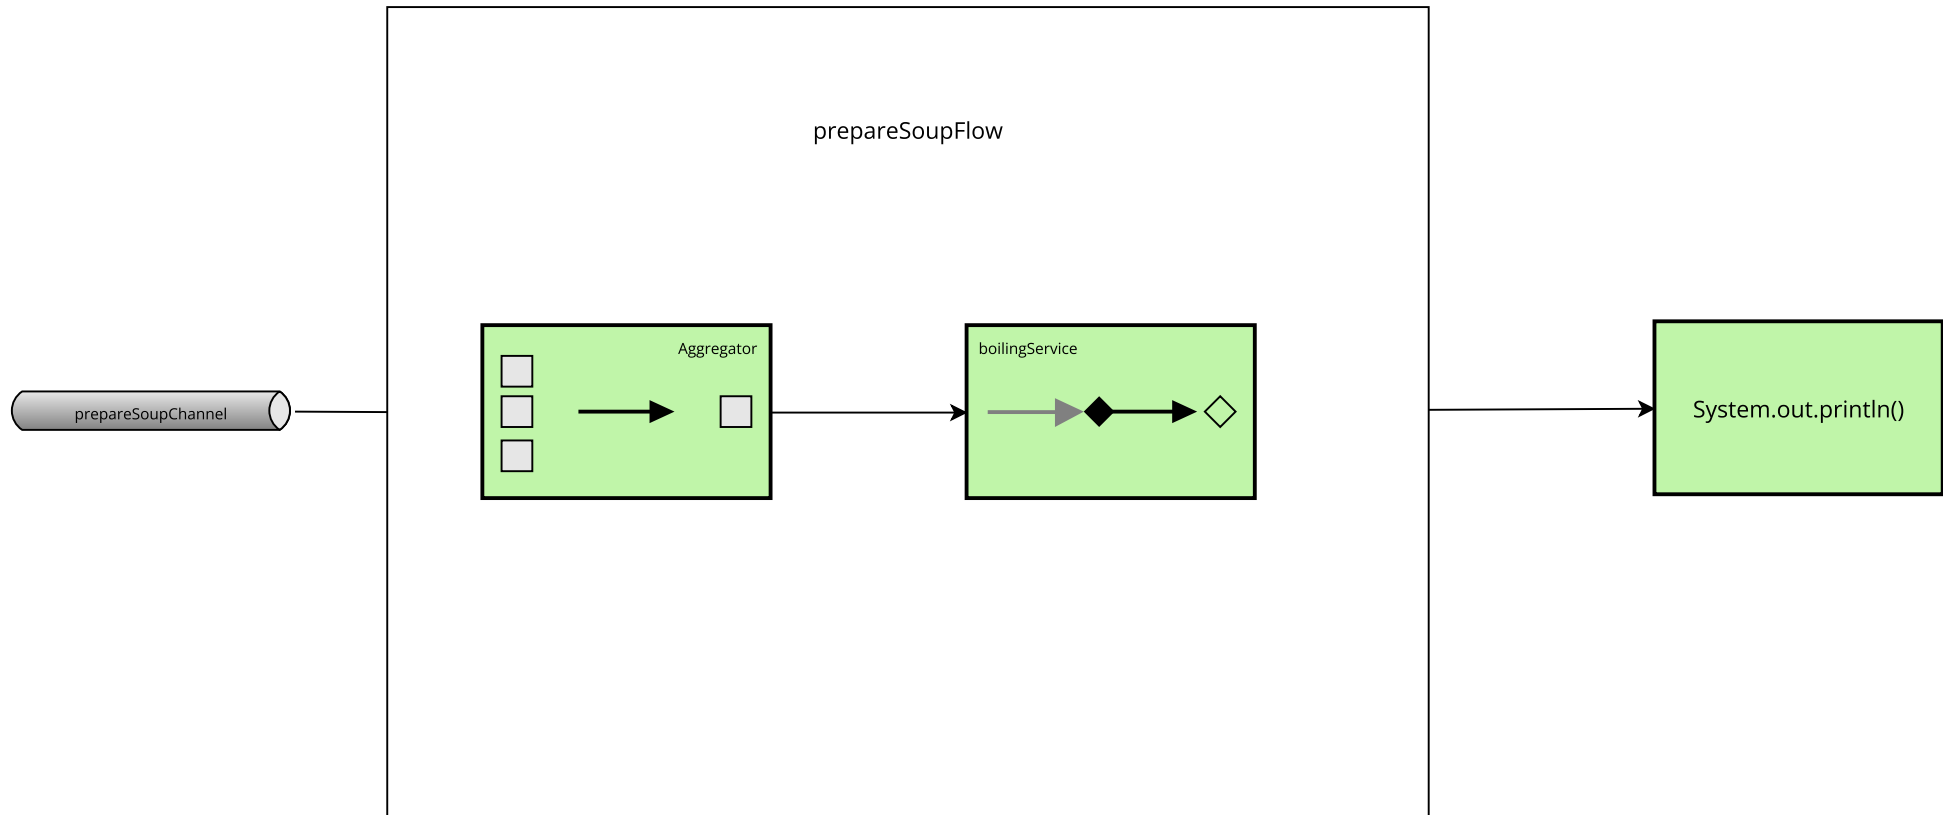 prepareSoupFlow
Aggregator
boilingService
prepareSoupChannel
System.out.println()